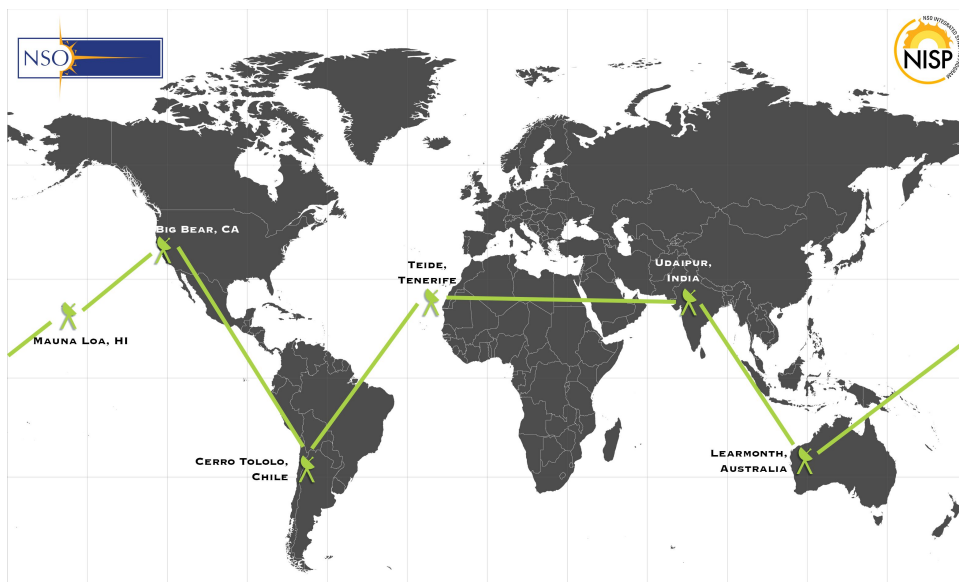 NSO
NSO INTEGRATED SYNOPTIC PROGRAM
NISP
Big Bear, CA
Teide,
Tenerife
Udaipur,
India
Mauna Loa, HI
Cerro Tololo,
Chile
Learmonth,
Australia